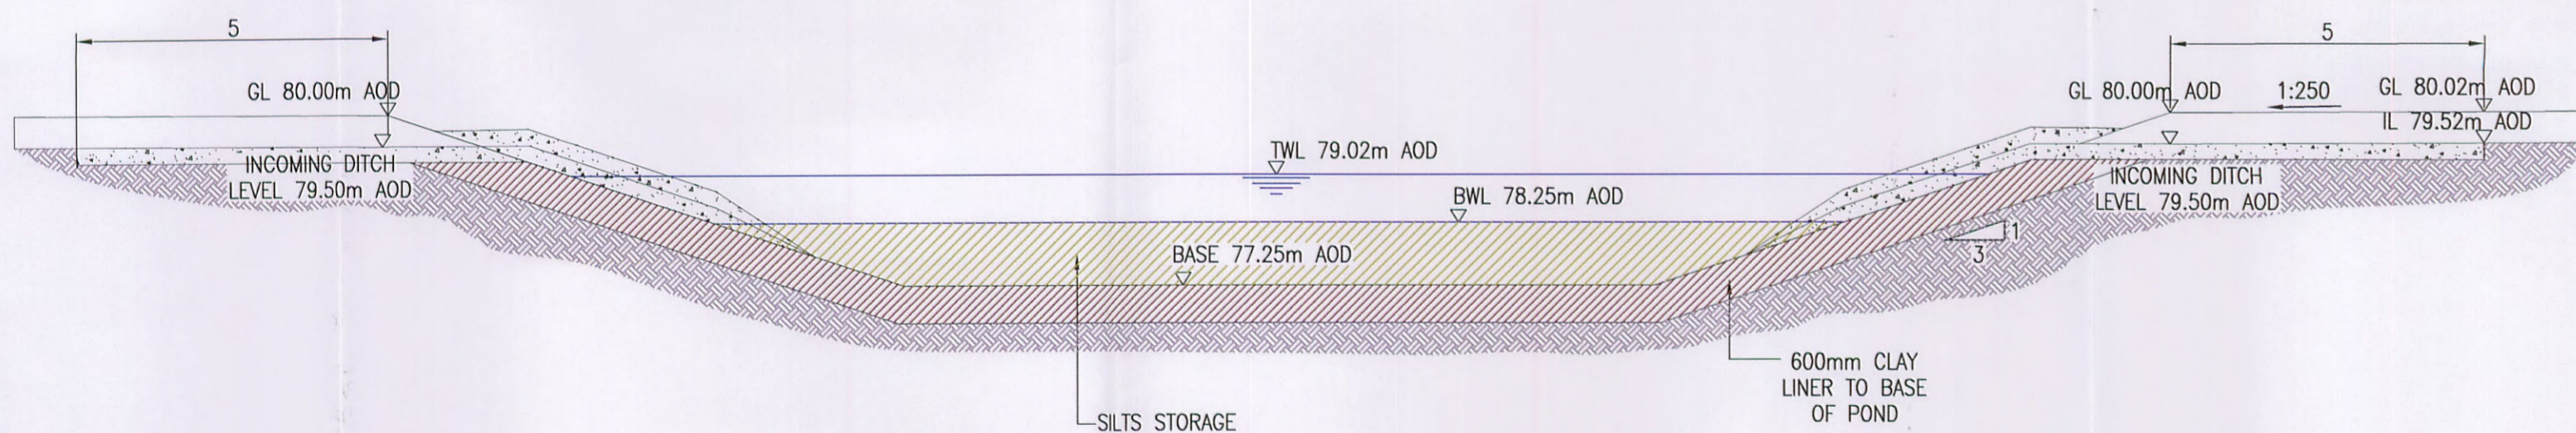 5
5
GL 80.00m AOD
GL 80.00m AOD
1:250
GL 80.02m AOD
IL 79.52m AOD
TWL 79.02m AOD
INCOMING DITCH
LEVEL 79.50m AOD
BWL 78.25m AOD
INCOMING DITCH
LEVEL 79.50m AOD
1
3
BASE 77.25m AOD
600mm CLAY
LINER TO BASE
OF POND
SILTS STORAGE